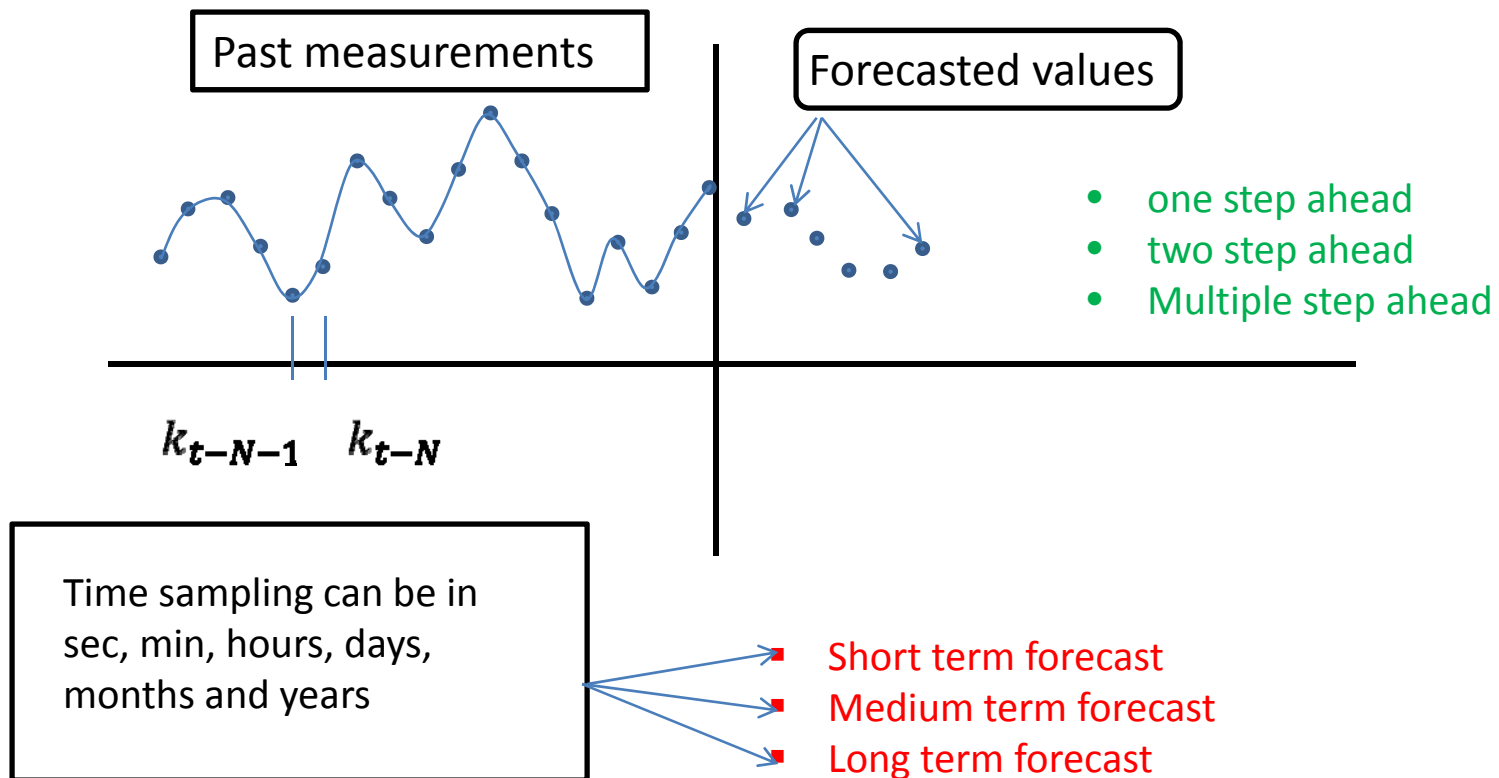 Past measurements
Forecasted values
• one step ahead
• two step ahead
• Multiple step ahead
k_{t-N-1} k_{t-N}
Time sampling can be in
sec, min, hours, days,
months and years
▪ Short term forecast
▪ Medium term forecast
▪ Long term forecast